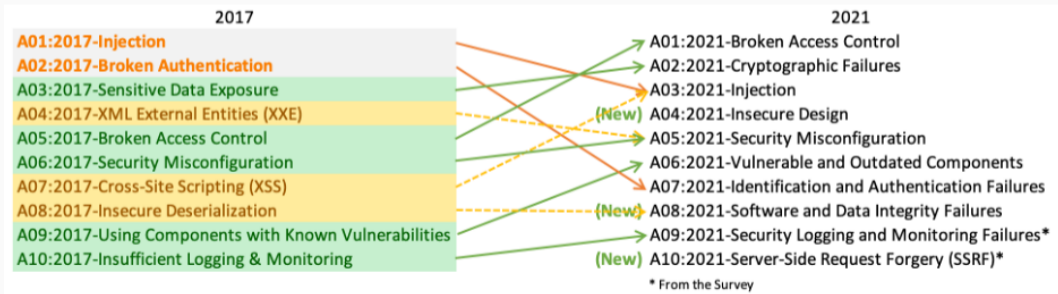 2017
A01:2017-Injection
A02:2017-Broken Authentication
A03:2017-Sensitive Data Exposure
A04:2017-XML External Entities (XXE)
A05:2017-Broken Access Control
A06:2017-Security Misconfiguration
A07:2017-Cross-Site Scripting (XSS)
A08:2017-Insecure Deserialization
A09:2017-Using Components with Known Vulnerabilities
A10:2017-Insufficient Logging & Monitoring
2021
A01:2021-Broken Access Control
A02:2021-Cryptographic Failures
A03:2021-Injection
(New) A04:2021-Insecure Design
A05:2021-Security Misconfiguration
A06:2021-Vulnerable and Outdated Components
A07:2021-Identification and Authentication Failures
(New) A08:2021-Software and Data Integrity Failures
A09:2021-Security Logging and Monitoring Failures*
(New) A10:2021-Server-Side Request Forgery (SSRF)*
* From the Survey